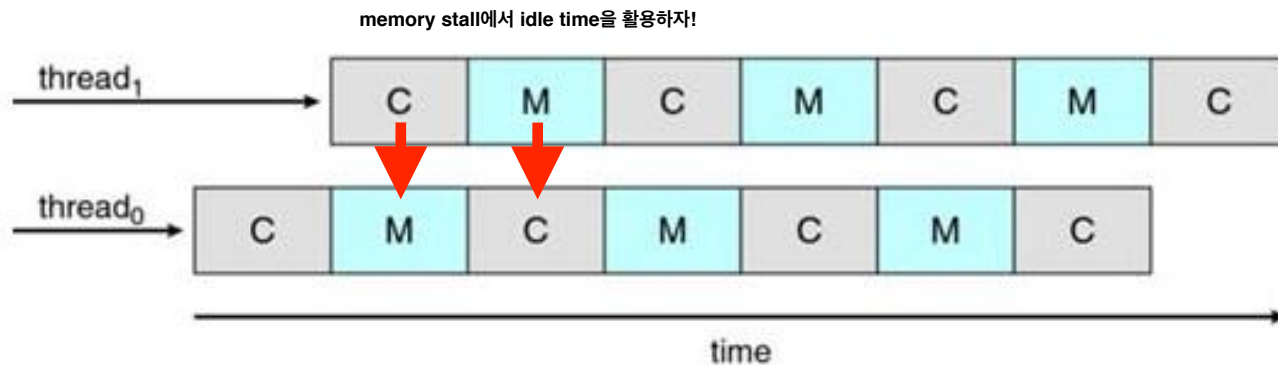 memory stall에서 idle time을 활용하자!
thread₁
C M C M C M C
thread₀
C M C M C M C
time